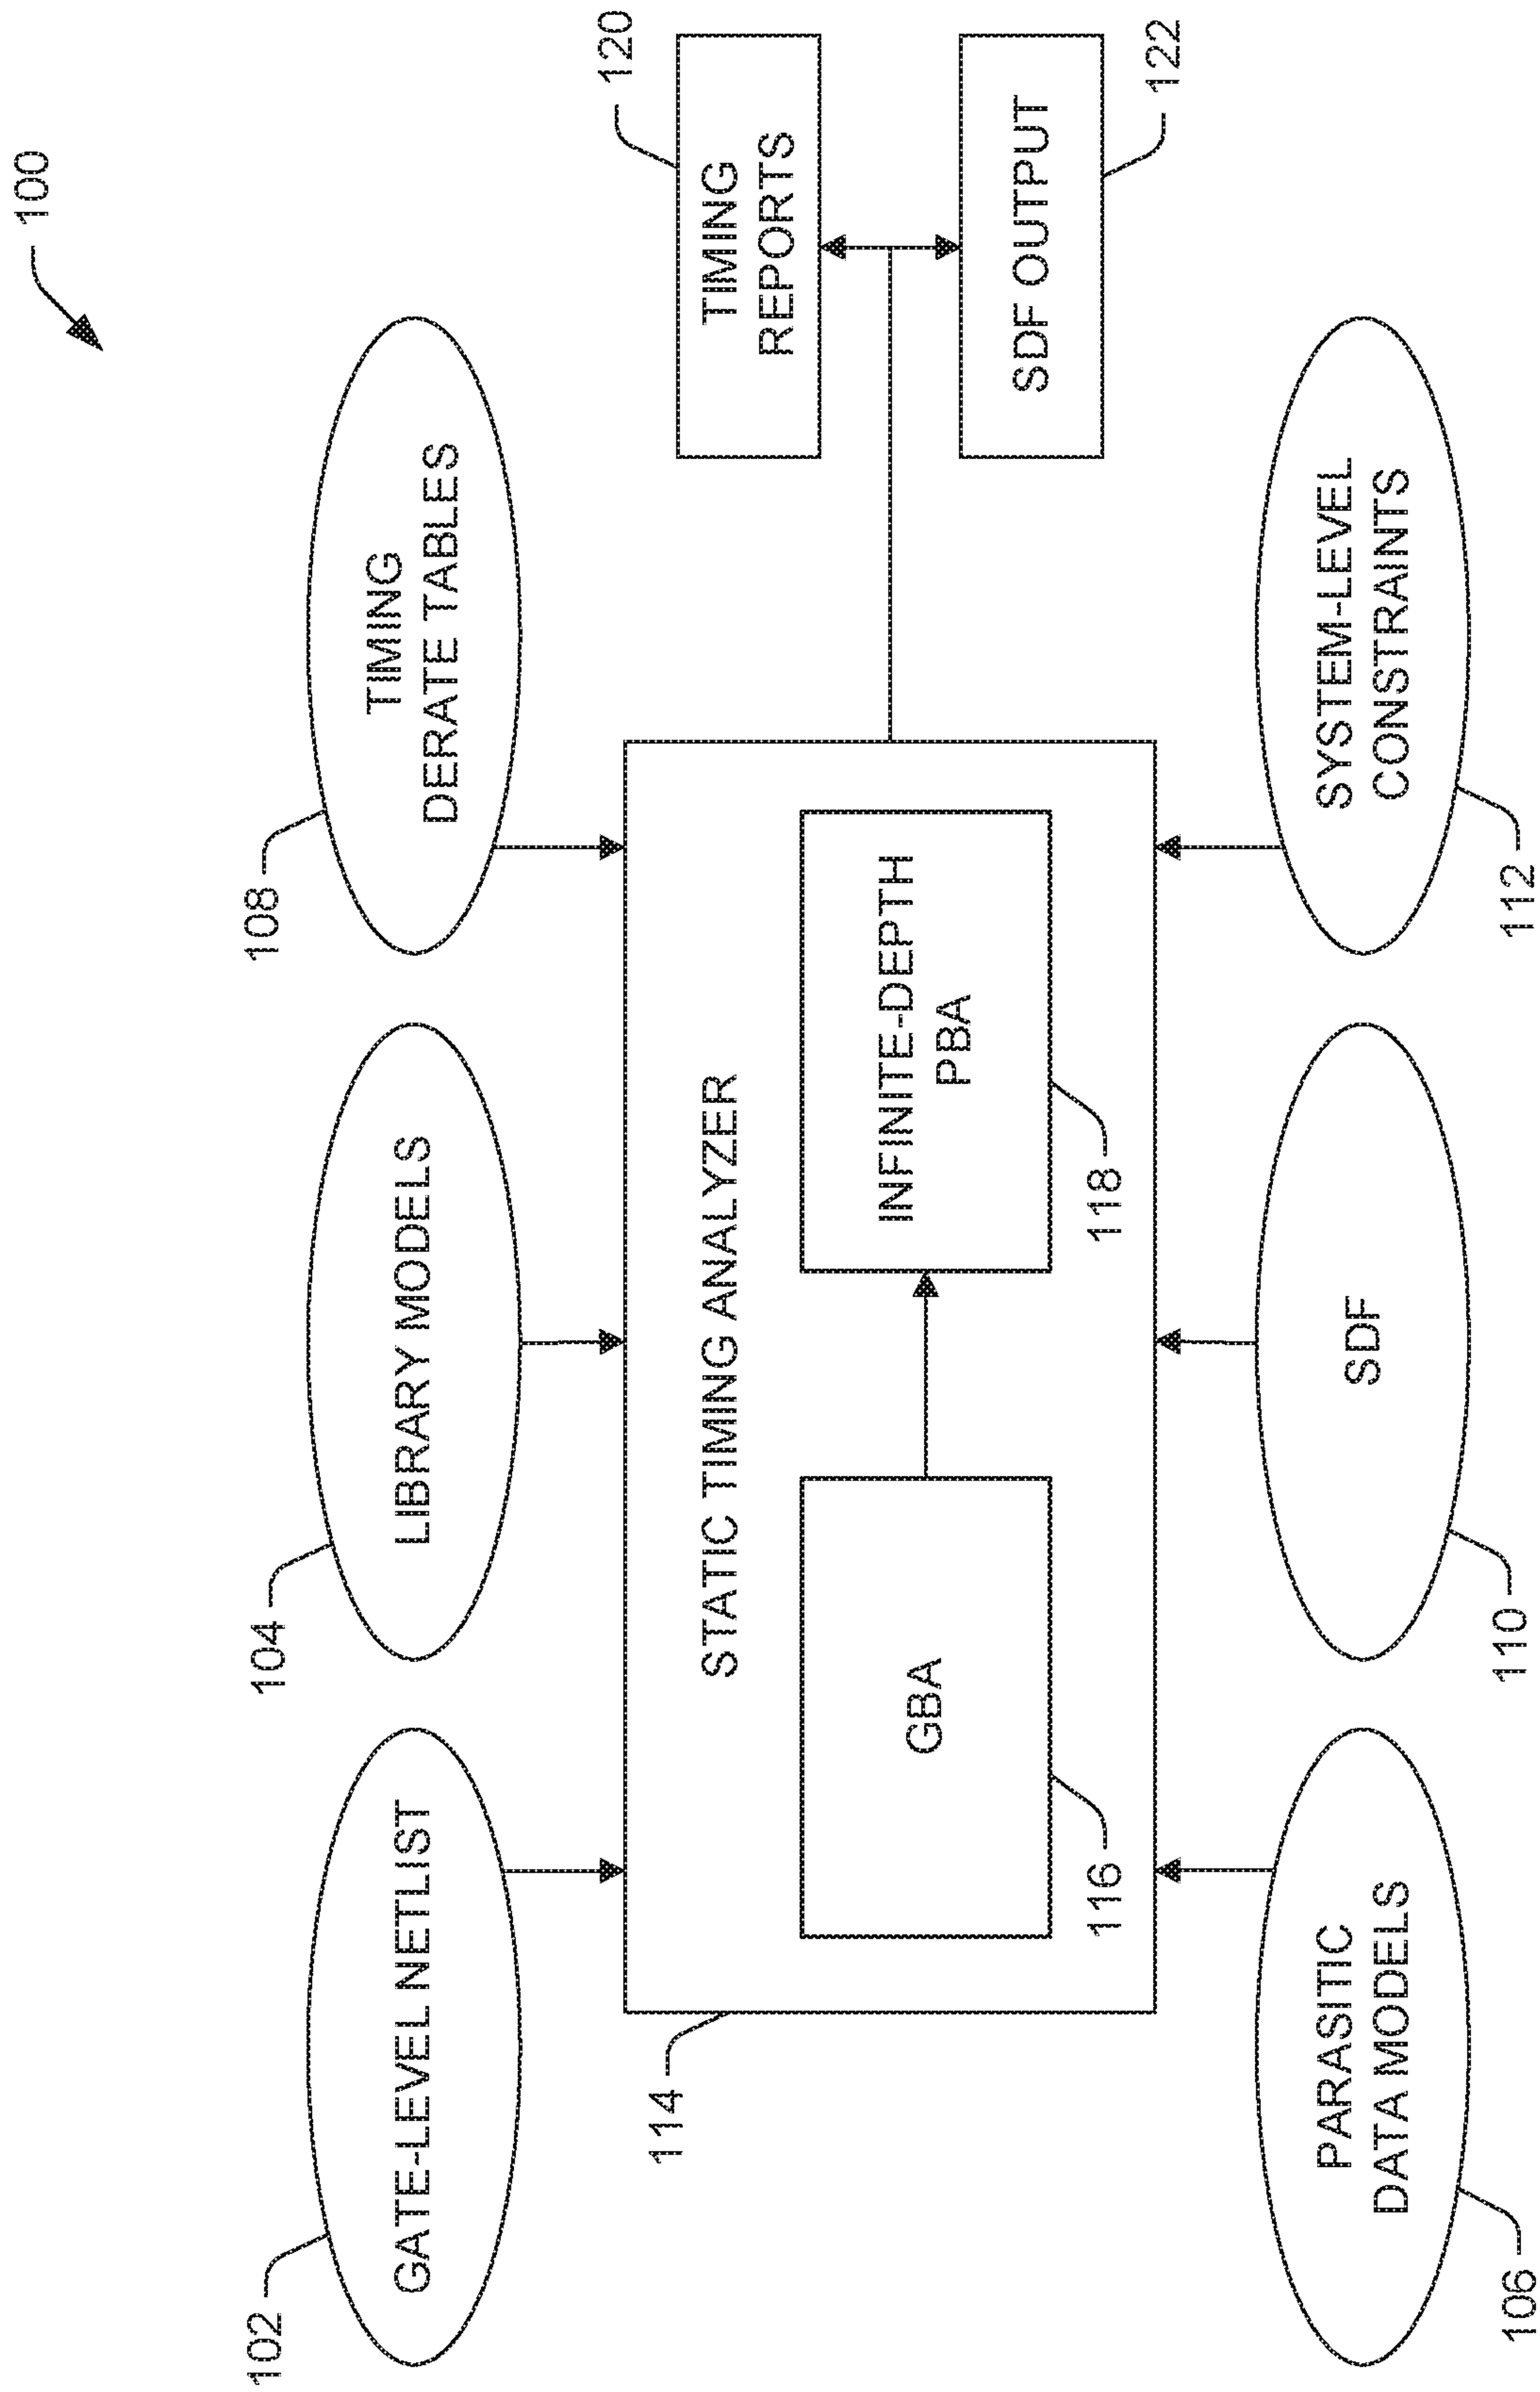 100
102
GATE-LEVEL NETLIST
104
LIBRARY MODELS
108
TIMING
DERATE TABLES
114
STATIC TIMING ANALYZER
GBA
116
INFINITE-DEPTH
PBA
118
120
TIMING
REPORTS
SDF OUTPUT
122
PARASITIC
DATA MODELS
106
SDF
110
SYSTEM-LEVEL
CONSTRAINTS
112